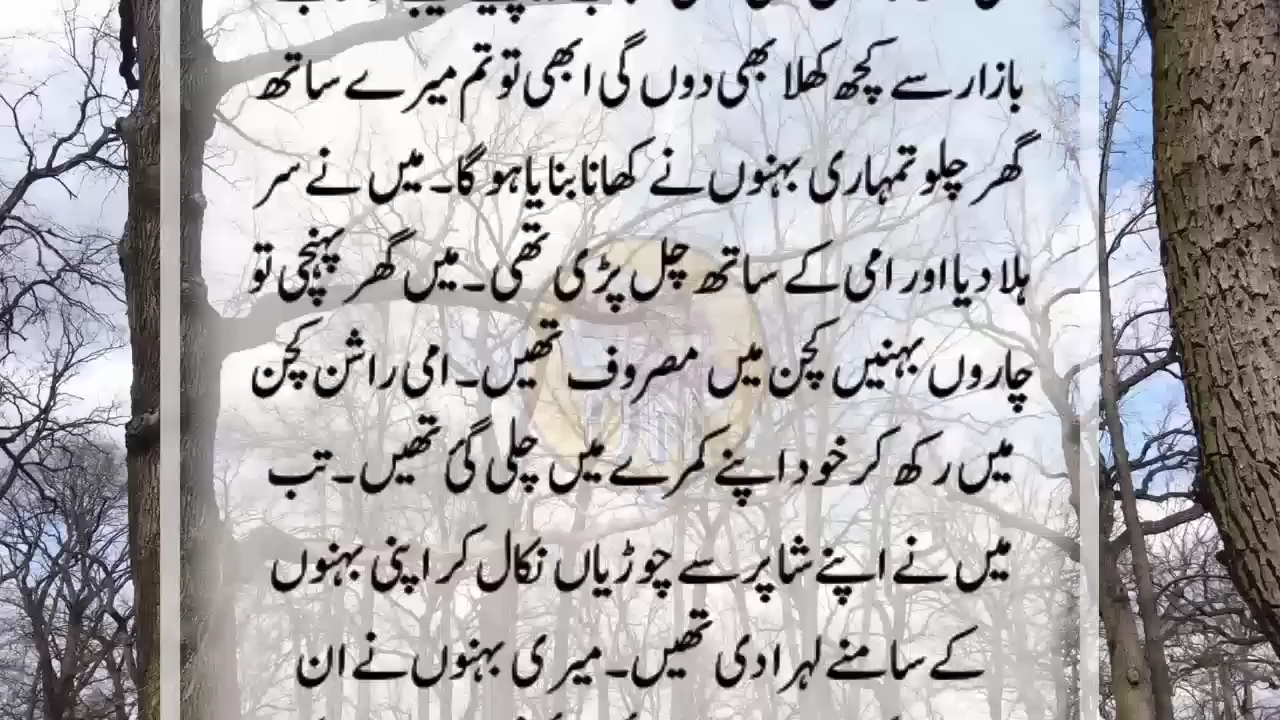 بازار سے کچھ کھلا بھی دوں گی ابھی تو تم میرے ساتھ
گھر چلو تمہاری بہنوں نے کھانا بنایا ہو گا۔ میں نے سر
ہلا دیا اور امی کے ساتھ چل پڑی تھی۔ میں گھر پہنچی تو
چاروں بہنیں کچن میں مصروف تھیں۔ امی راشن کچن
میں رکھ کر خود اپنے کمرے میں چلی گئ تھیں۔ تب
میں نے اپنے شاپر سے چوڑیاں نکال کر اپنی بہنوں
کے سامنے لہرا دی تھیں۔ میری بہنوں نے ان